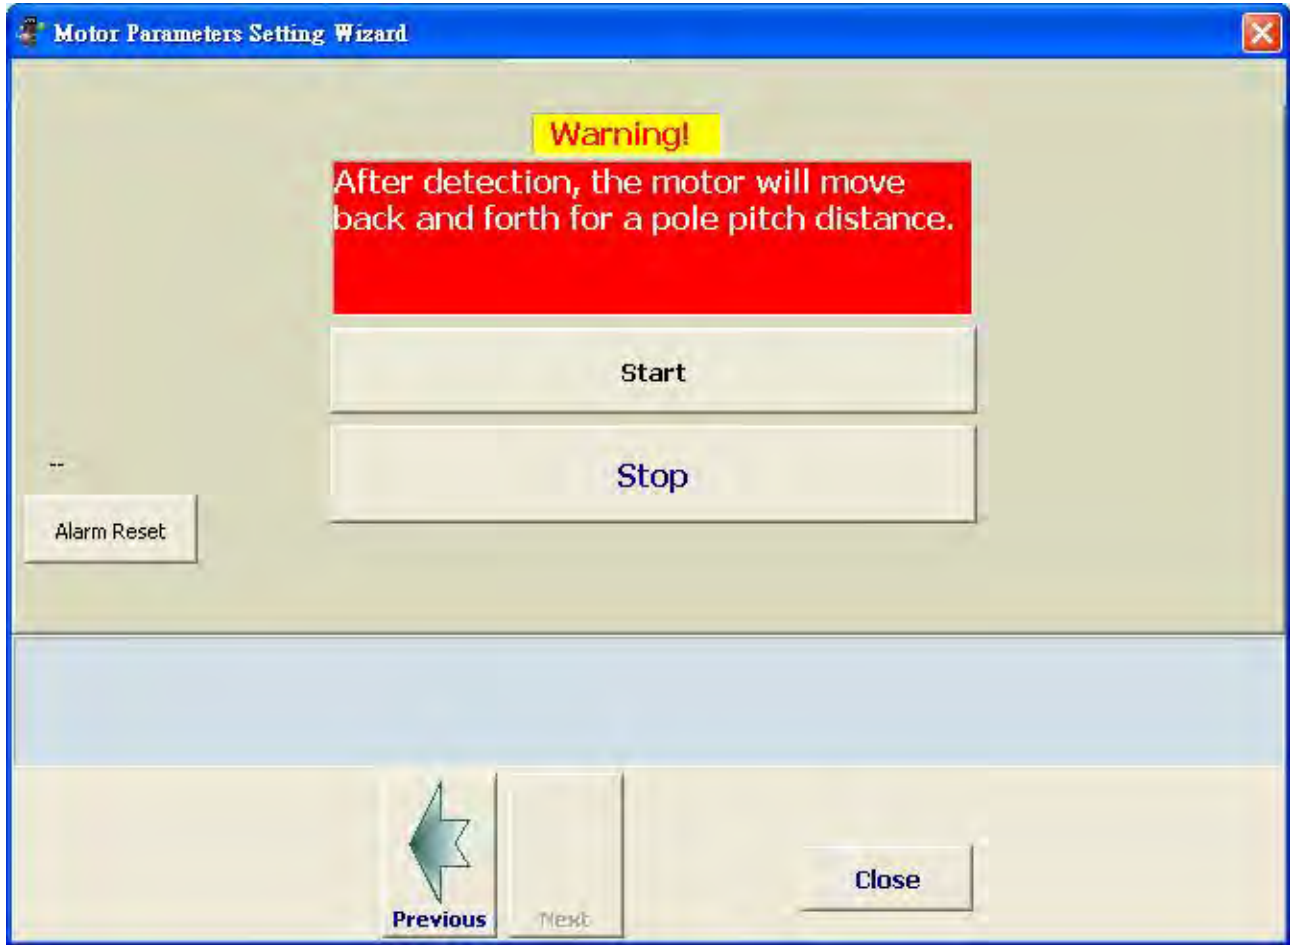 Motor Parameters Setting Wizard
Warning!
After detection, the motor will move
back and forth for a pole pitch distance.
Start
Stop
--
Alarm Reset
Previous
Next
Close